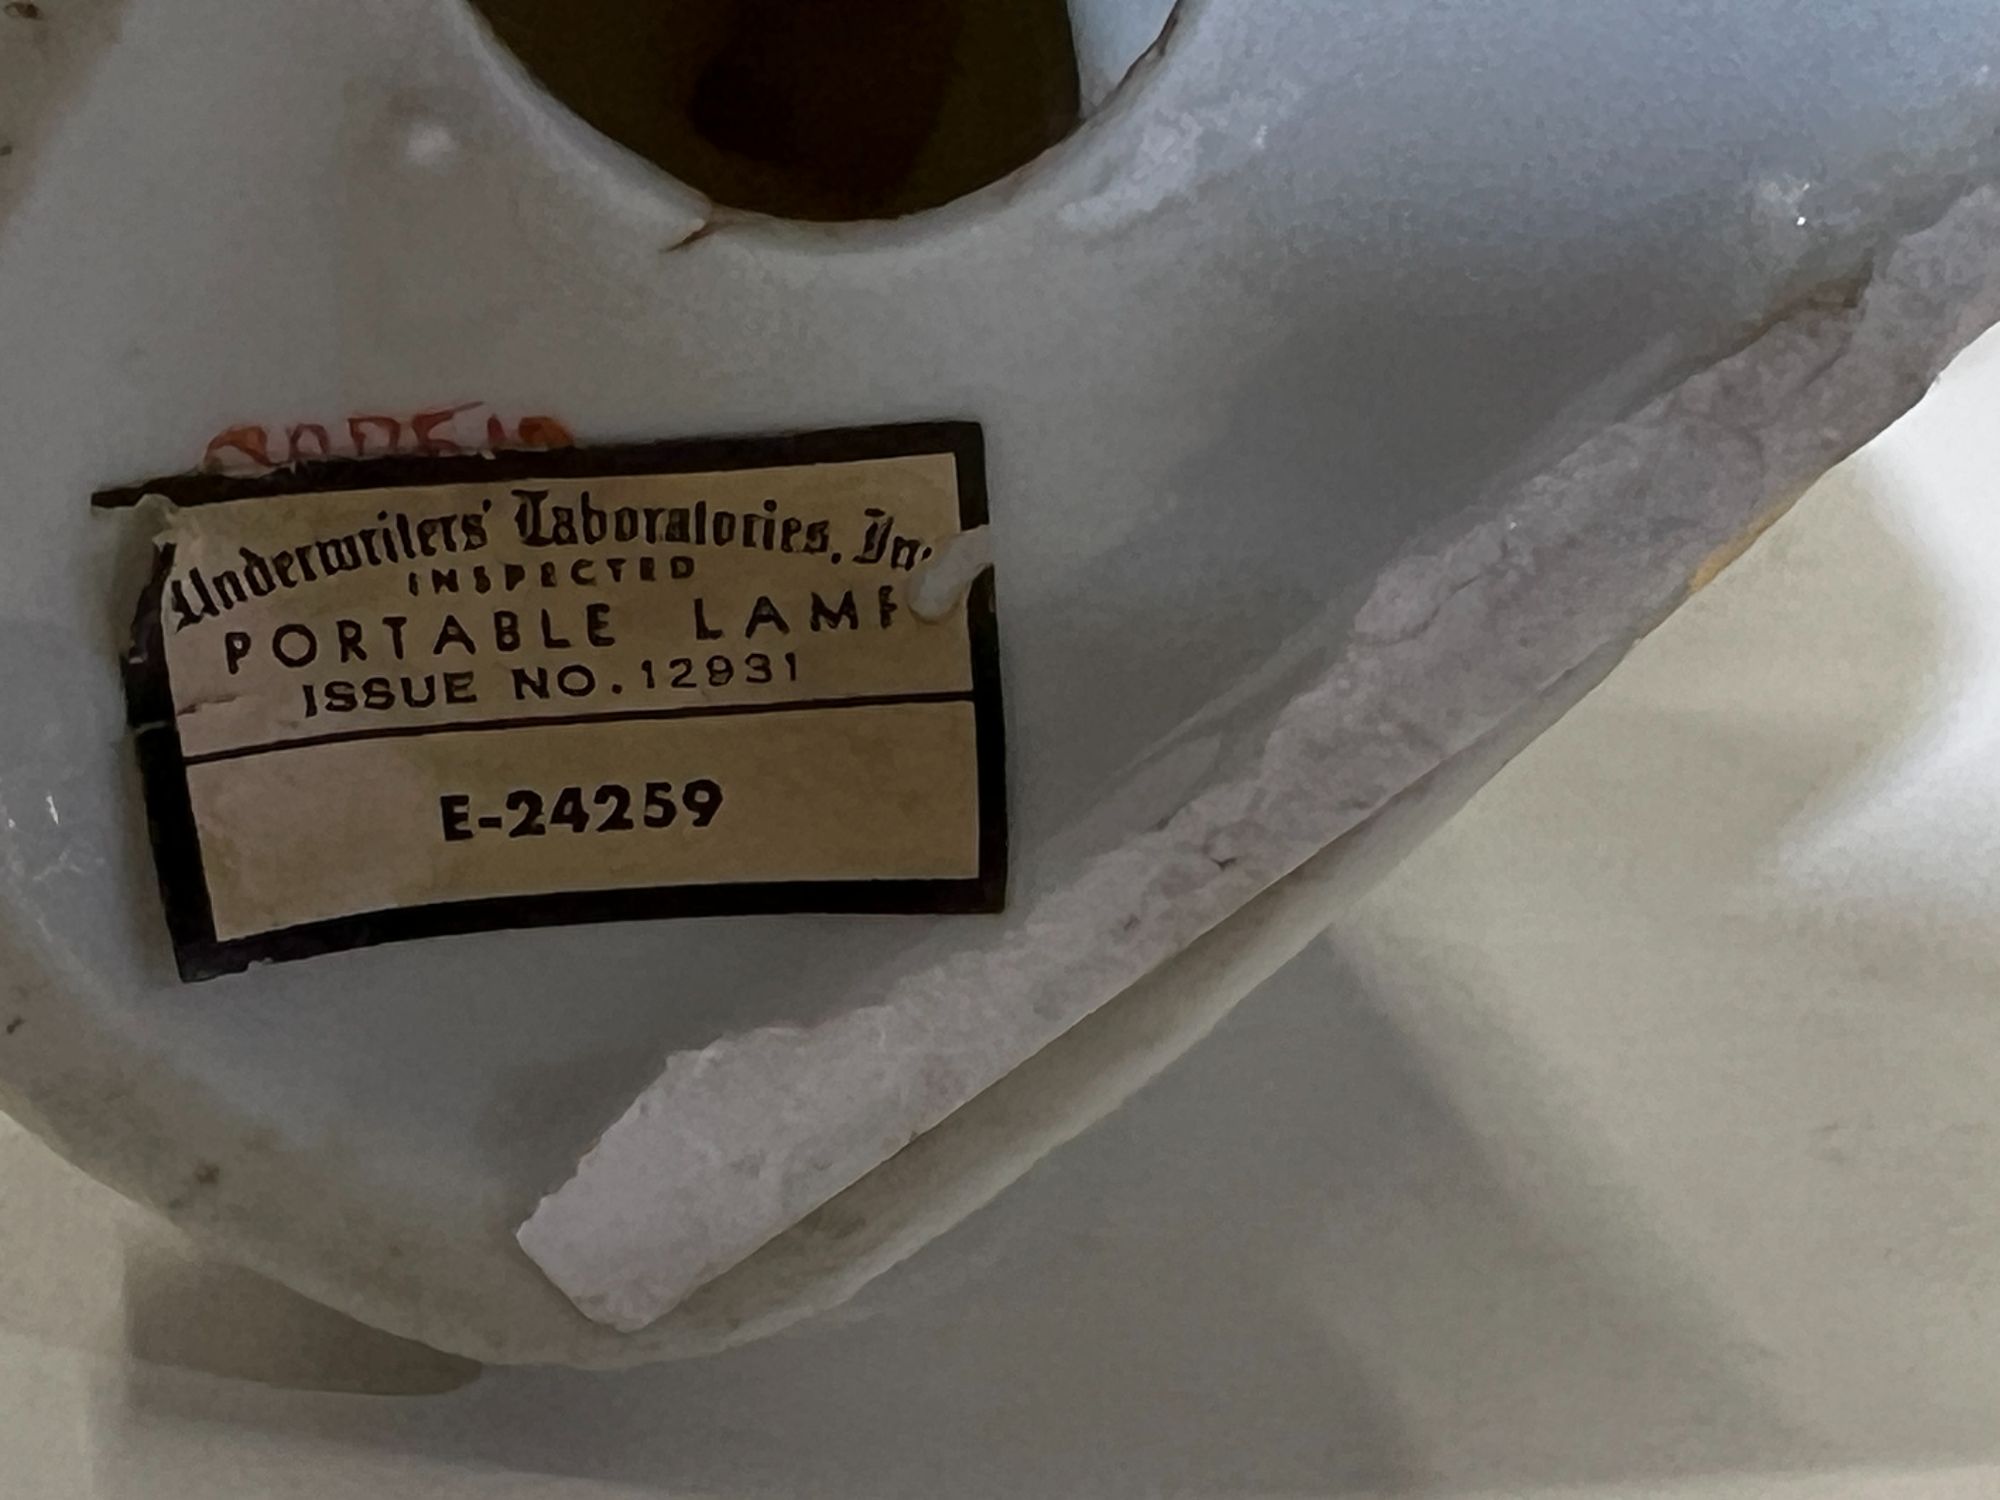 Underwriters' Laboratories, Inc.
INSPECTED
PORTABLE LAMP
ISSUE NO. 12931
E-24259